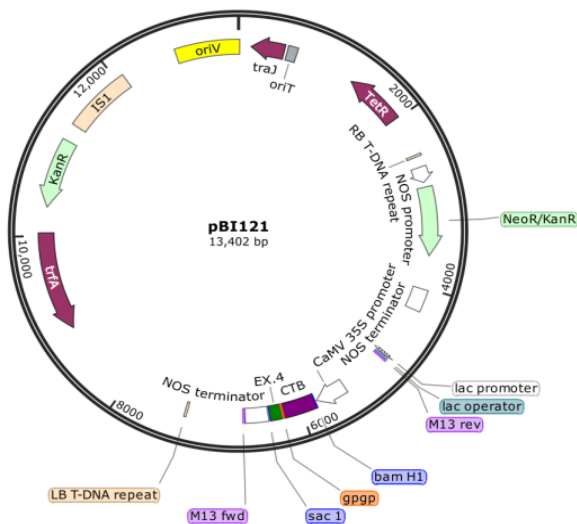 oriV
traJ
oriT
12,000
IS1
TetR
2000
RB T-DNA repeat
KanR
NOS promoter
pBI121
13,402 bp
NeoR/KanR
10,000
trfA
4000
CaMV 35S promoter
NOS terminator
NOS terminator
EX.4
CTB
lac promoter
lac operator
M13 rev
8000
6000
bam H1
LB T-DNA repeat
gpgp
M13 fwd
sac 1